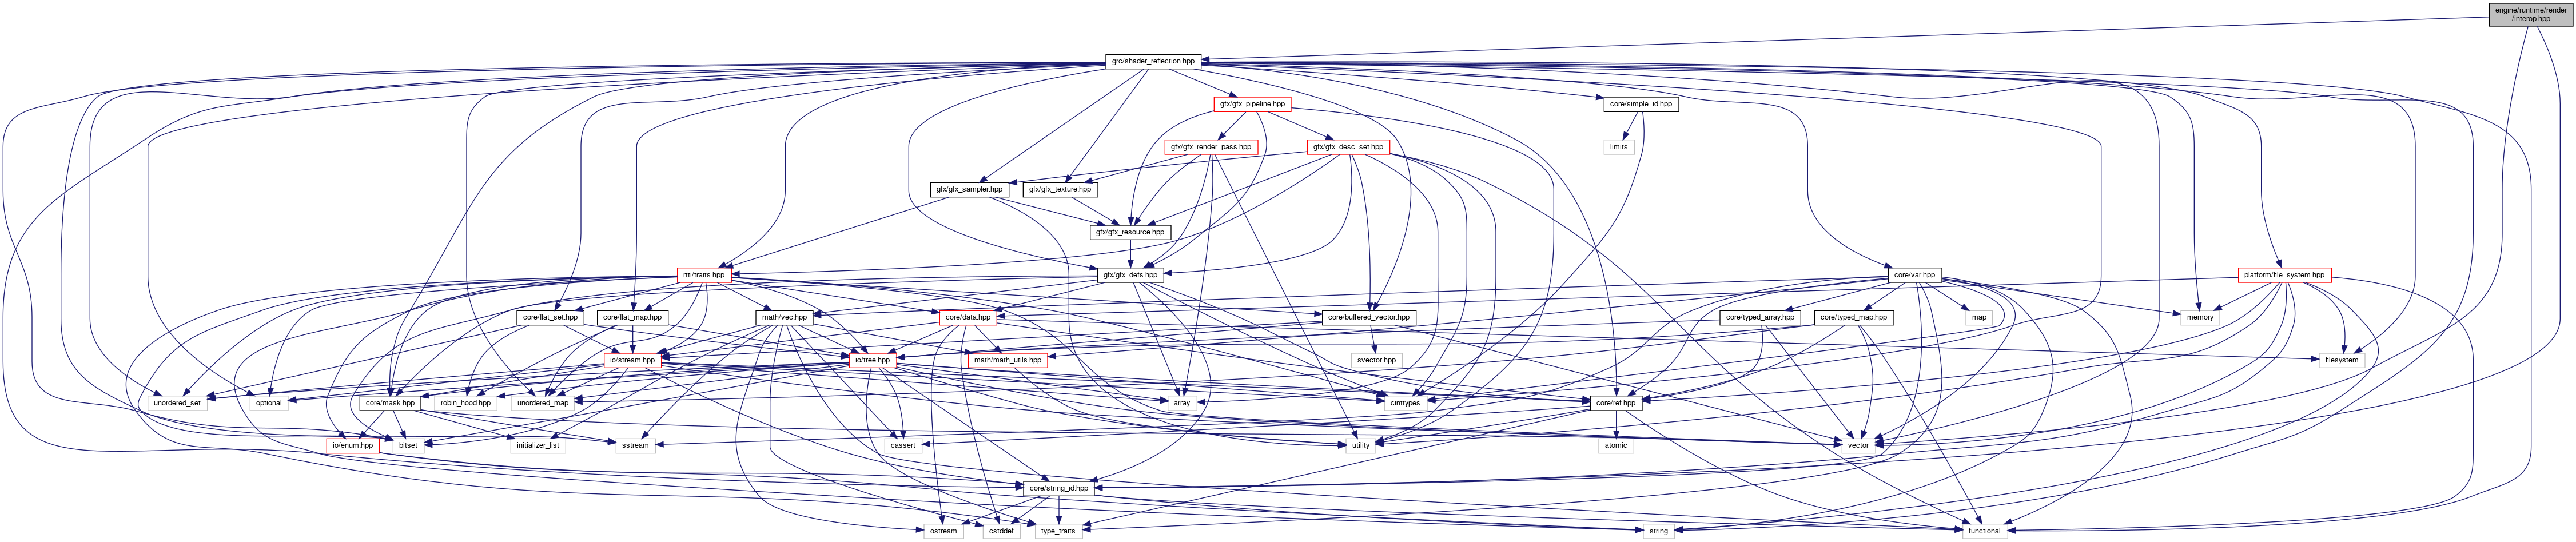 engine/runtime/render
/interop.hpp
grc/shader_reflection.hpp
gfx/gfx_pipeline.hpp
core/simple_id.hpp
gfx/gfx_render_pass.hpp
gfx/gfx_desc_set.hpp
limits
gfx/gfx_sampler.hpp
gfx/gfx_texture.hpp
gfx/gfx_resource.hpp
rtti/traits.hpp
gfx/gfx_defs.hpp
core/var.hpp
platform/file_system.hpp
core/flat_set.hpp
core/flat_map.hpp
math/vec.hpp
core/data.hpp
core/buffered_vector.hpp
core/typed_array.hpp
core/typed_map.hpp
map
memory
io/stream.hpp
io/tree.hpp
math/math_utils.hpp
svector.hpp
filesystem
unordered_set
optional
core/mask.hpp
robin_hood.hpp
unordered_map
array
cinttypes
core/ref.hpp
io/enum.hpp
bitset
initializer_list
sstream
cassert
utility
atomic
vector
core/string_id.hpp
ostream
cstddef
type_traits
string
functional